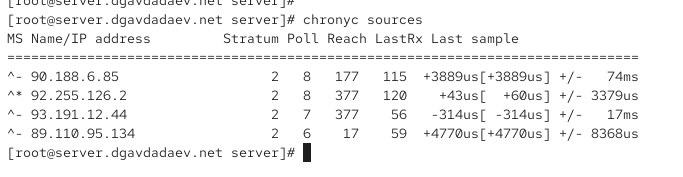 [root@server.dgavdadaev.net server]#
[root@server.dgavdadaev.net server]# chronyc sources
MS Name/IP address         Stratum Poll Reach LastRx Last sample
===============================================================================
^- 90.188.6.85                   2   8   177   115  +3889us[+3889us] +/-   74ms
^* 92.255.126.2                  2   8   377   120    +43us[  +60us] +/- 3379us
^- 93.191.12.44                  2   7   377    56   -314us[ -314us] +/-   17ms
^- 89.110.95.134                 2   6    17    59  +4770us[+4770us] +/- 8368us
[root@server.dgavdadaev.net server]#